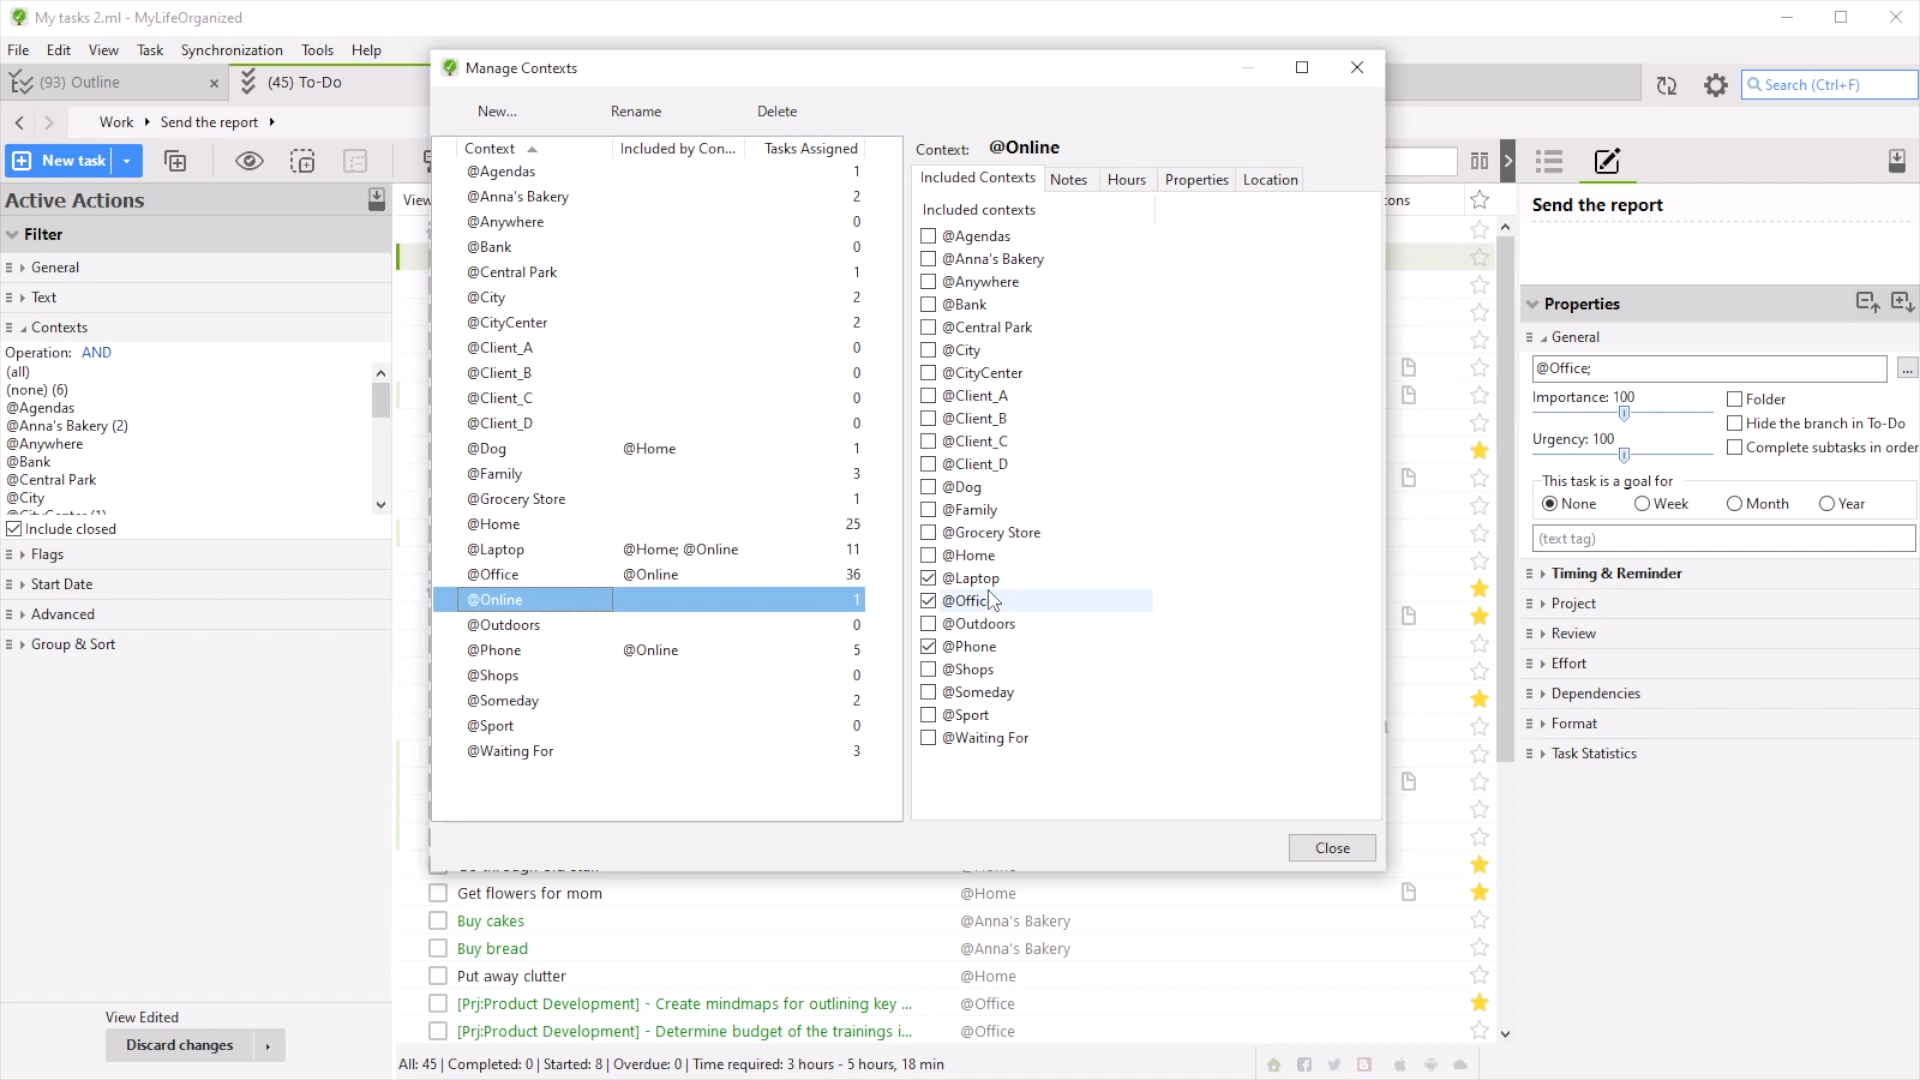 My tasks 2.ml - MyLifeOrganized
File Edit View Task Synchronization Tools Help
(93) Outline
(45) To-Do
Search (Ctrl+F)
Work Send the report
New task
Active Actions
Filter
General
Text
Contexts
Operation: AND
(all)
(none) (6)
@Agendas
@Anna's Bakery (2)
@Anywhere
@Bank
@Central Park
@City
Include closed
Flags
Start Date
Advanced
Group & Sort
View Edited
Discard changes
Manage Contexts
New... Rename Delete
Context Included by Con... Tasks Assigned
@Agendas 1
@Anna's Bakery 2
@Anywhere 0
@Bank 0
@Central Park 1
@City 2
@CityCenter 2
@Client_A 0
@Client_B 0
@Client_C 0
@Client_D 0
@Dog @Home 1
@Family 3
@Grocery Store 1
@Home 25
@Laptop @Home; @Online 11
@Office @Online 36
@Online 1
@Outdoors 0
@Phone @Online 5
@Shops 0
@Someday 2
@Sport 0
@Waiting For 3
Context: @Online
Included Contexts Notes Hours Properties Location
Included contexts
@Agendas
@Anna's Bakery
@Anywhere
@Bank
@Central Park
@City
@CityCenter
@Client_A
@Client_B
@Client_C
@Client_D
@Dog
@Family
@Grocery Store
@Home
@Laptop
@Offic
@Outdoors
@Phone
@Shops
@Someday
@Sport
@Waiting For
Close
Get flowers for mom @Home
Buy cakes @Anna's Bakery
Buy bread @Anna's Bakery
Put away clutter @Home
[Prj:Product Development] - Create mindmaps for outlining key ... @Office
[Prj:Product Development] - Determine budget of the trainings i... @Office
All: 45 | Completed: 0 | Started: 8 | Overdue: 0 | Time required: 3 hours - 5 hours, 18 min
Send the report
Properties
General
@Office;
...
Importance: 100
Folder
Hide the branch in To-Do
Urgency: 100
Complete subtasks in order
This task is a goal for
None Week Month Year
(text tag)
Timing & Reminder
Project
Review
Effort
Dependencies
Format
Task Statistics